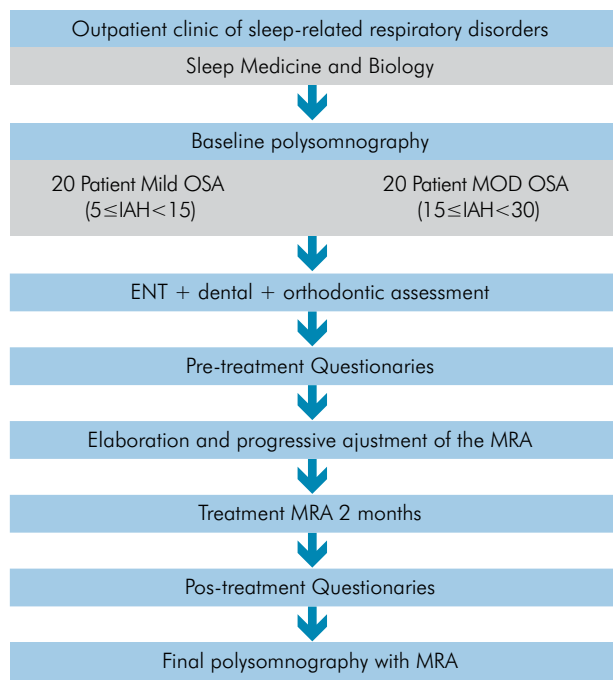 Outpatient clinic of sleep-related respiratory disorders
Sleep Medicine and Biology
Baseline polysomnography
20 Patient Mild OSA
(5≤IAH<15)
20 Patient MOD OSA
(15≤IAH<30)
ENT + dental + orthodontic assessment
Pre-treatment Questionaries
Elaboration and progressive ajustment of the MRA
Treatment MRA 2 months
Pos-treatment Questionaries
Final polysomnography with MRA